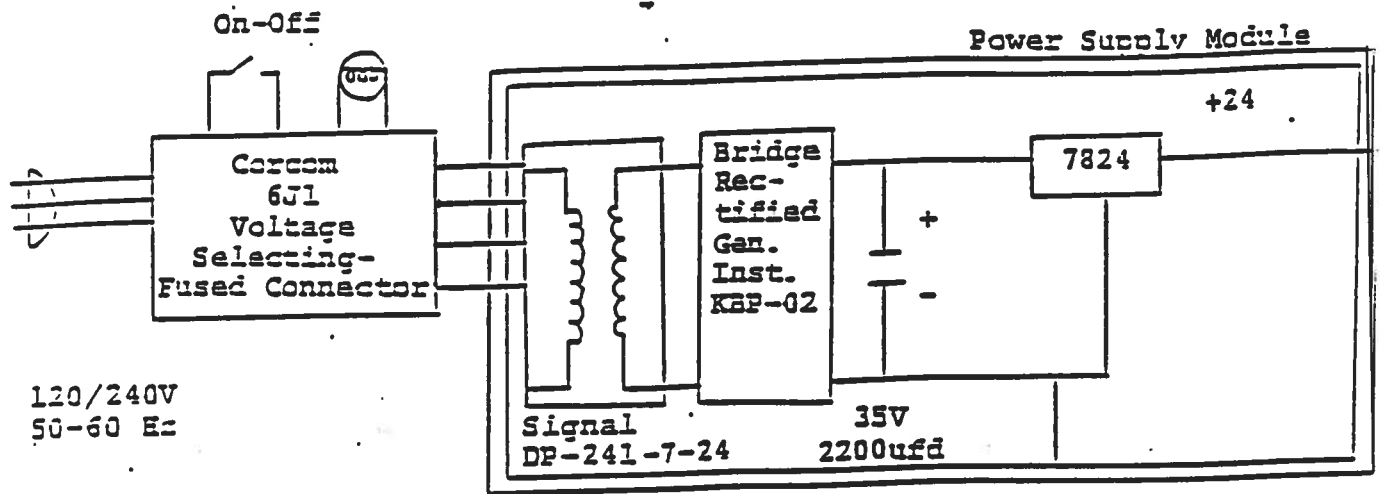 On-Off
Power Supply Module
+24
Corcom
6J1
Voltage
Selecting-
Fused Connector
Bridge
Rec-
tified
Gen.
Inst.
KBP-02
7824
+
-
120/240V
50-60 Hz
Signal
DP-241-7-24
35V
2200ufd